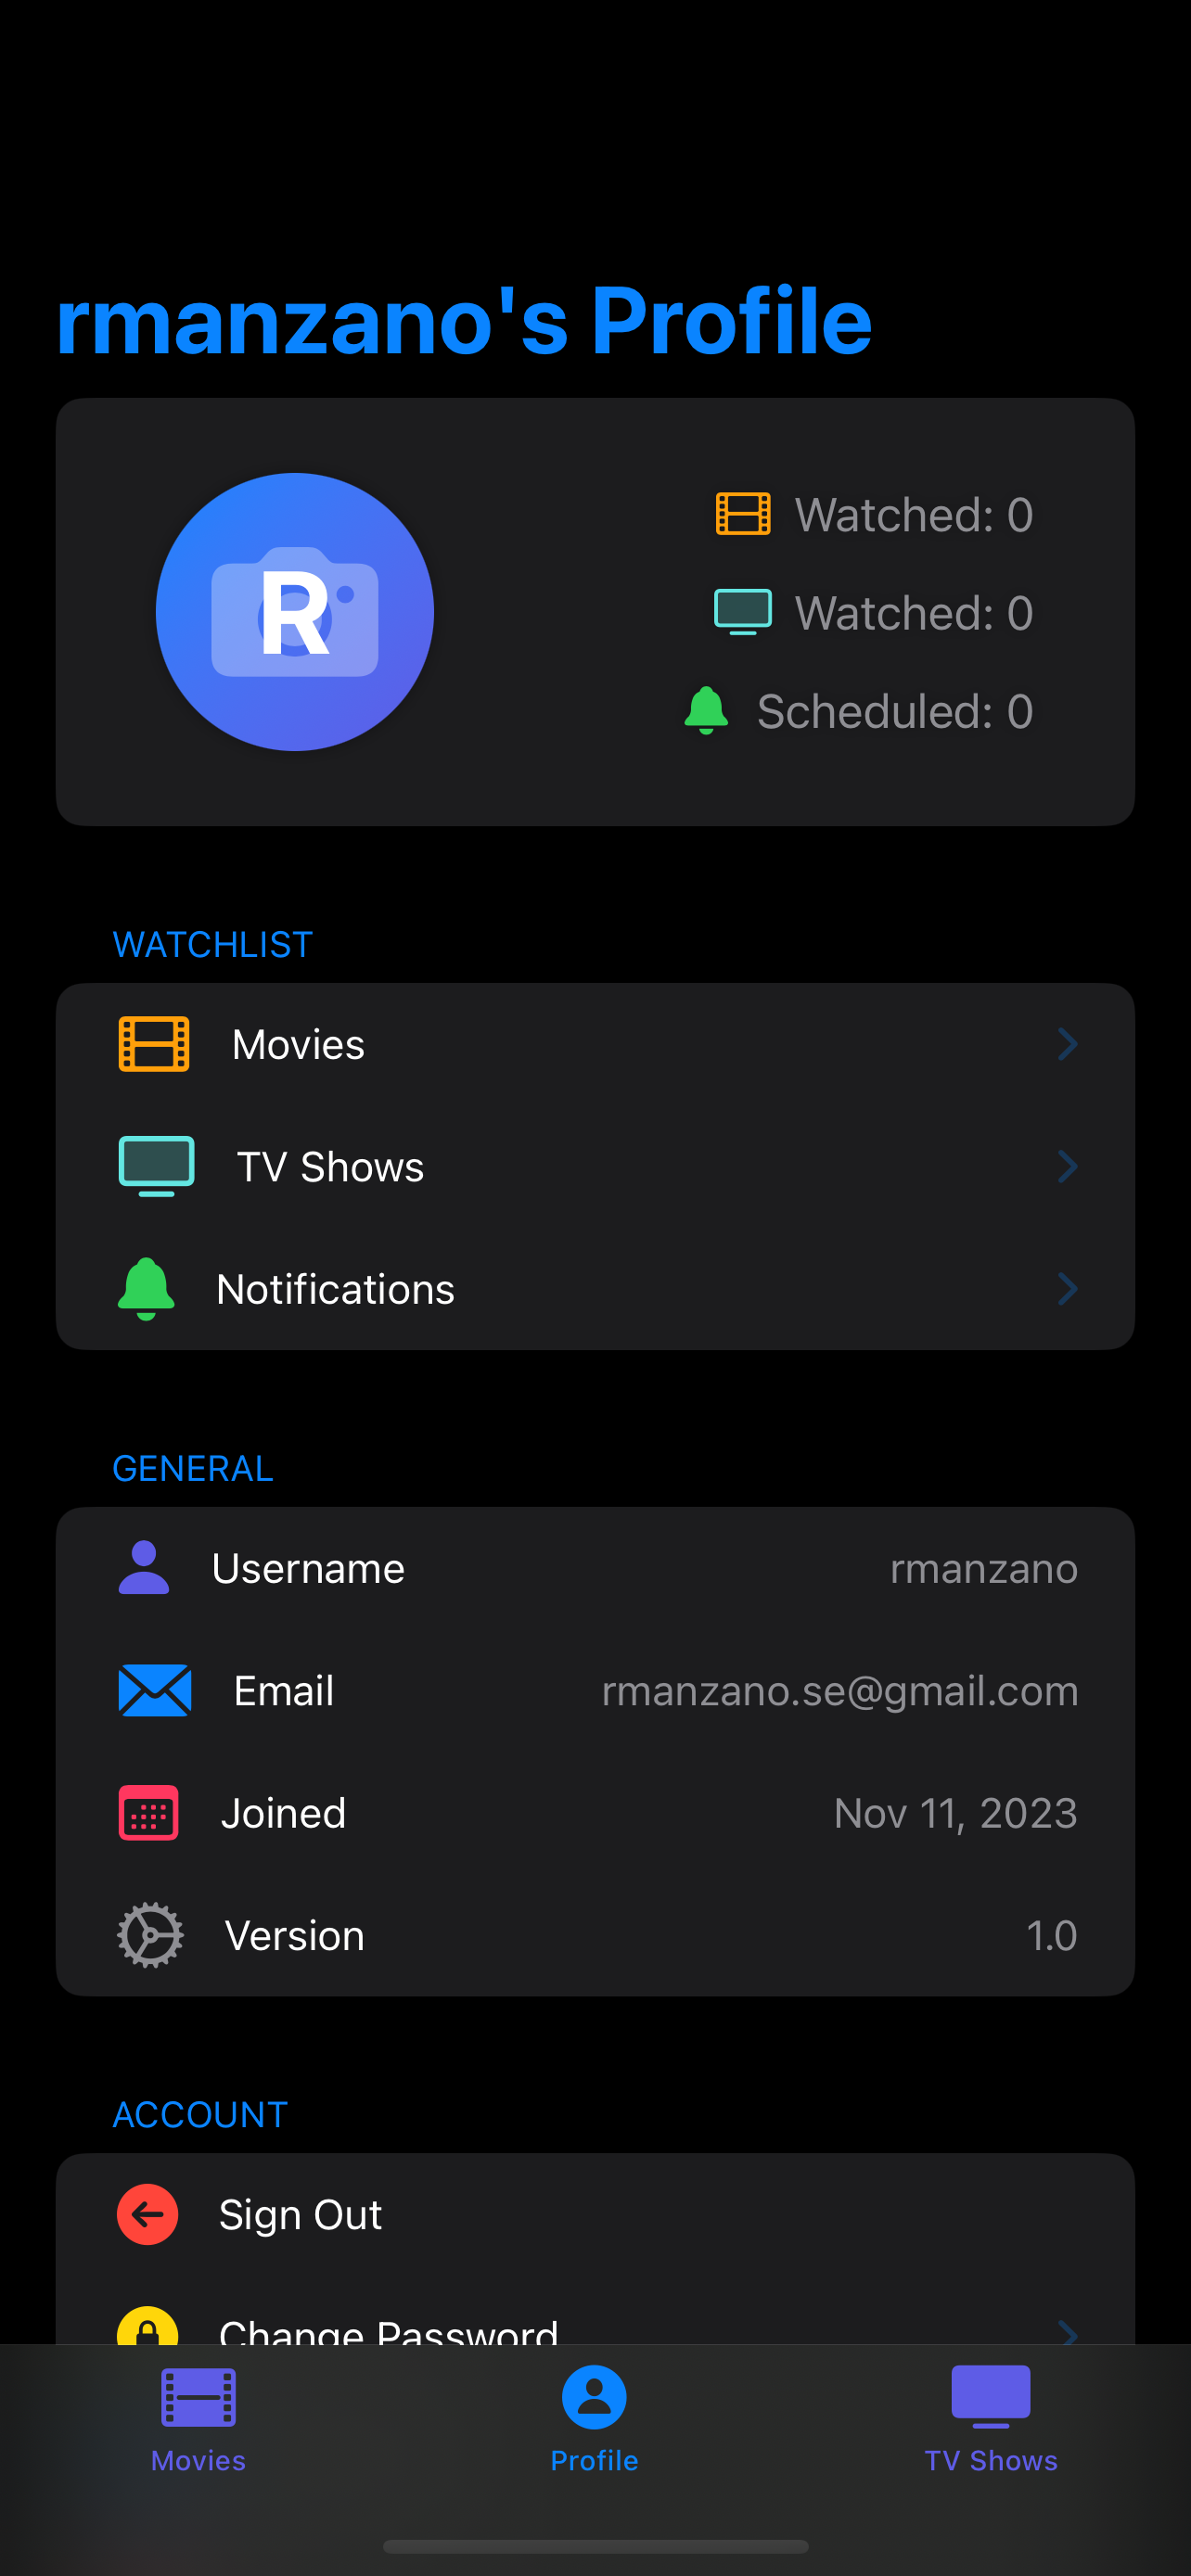 rmanzano's Profile
R
Watched: 0
Watched: 0
Scheduled: 0
WATCHLIST
Movies
TV Shows
Notifications
GENERAL
Username rmanzano
Email rmanzano.se@gmail.com
Joined Nov 11, 2023
Version 1.0
ACCOUNT
Sign Out
Change Password
Movies Profile TV Shows